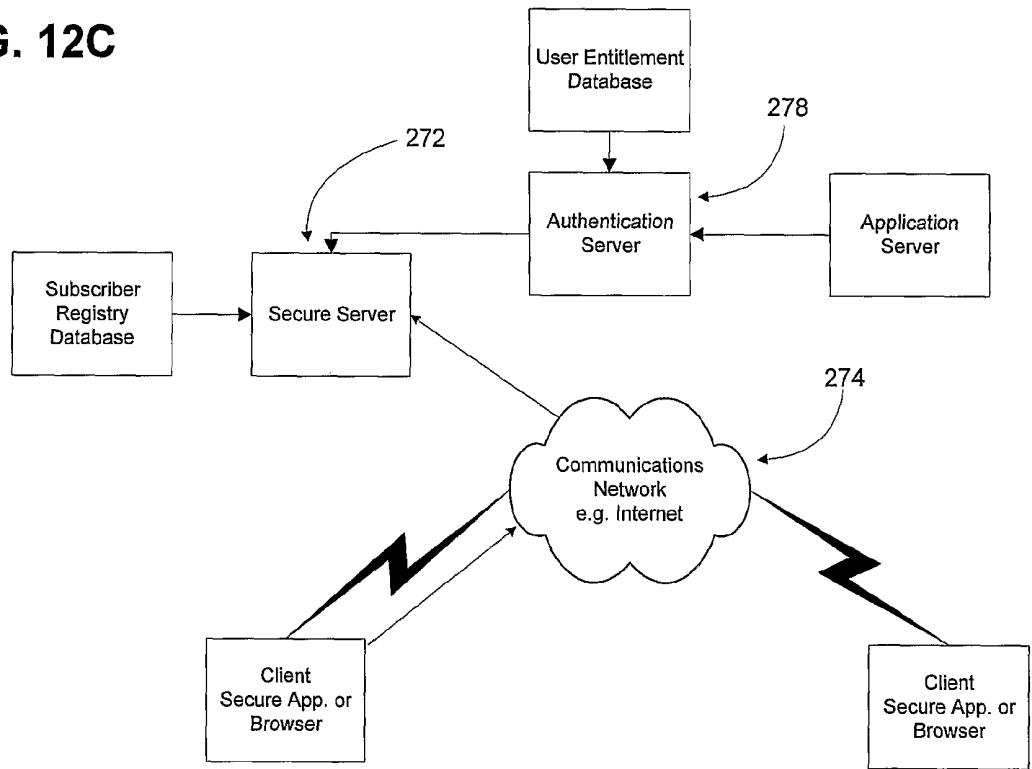 G. 12C
User Entitlement
Database
278
272
Authentication
Server
Application
Server
Subscriber
Registry
Database
Secure Server
274
Communications
Network
e.g. Internet
Client
Secure App. or
Browser
Client
Secure App. or
Browser